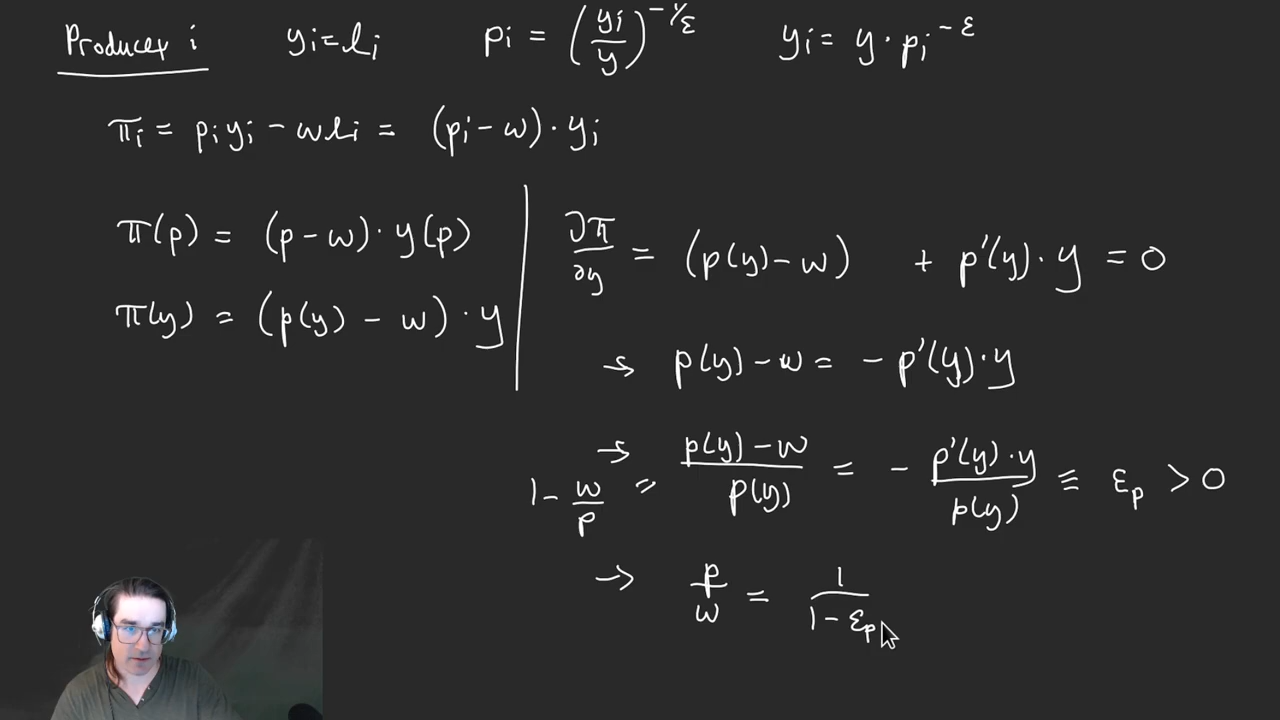 Producer i yi=li pi = (yi/y)^{-1/ε} yi = y · pi^{-ε}
πi = pi yi - wli = (pi - w) · yi
π(p) = (p - w) · y(p)
π(y) = (p(y) - w) · y
∂π/∂y = (p(y) - w) + p'(y) · y = 0
→ p(y) - w = - p'(y) · y
→ 1 - w/p = (p(y) - w)/p(y) = - p'(y) · y/p(y) ≡ εp > 0
→ p/w = 1/(1 - εp)